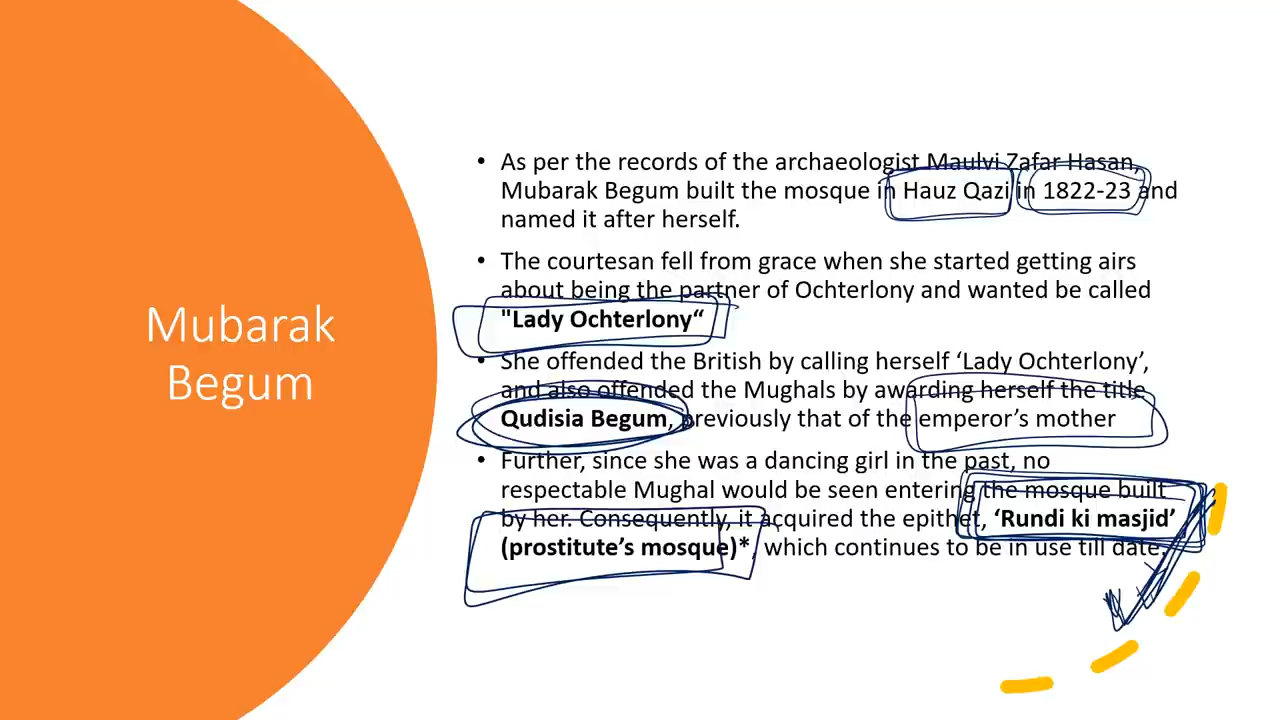 Mubarak
Begum
• As per the records of the archaeologist Maulvi Zafar Hasan,
Mubarak Begum built the mosque in Hauz Qazi in 1822-23 and
named it after herself.
• The courtesan fell from grace when she started getting airs
about being the partner of Ochterlony and wanted be called
"Lady Ochterlony“
• She offended the British by calling herself ‘Lady Ochterlony’,
and also offended the Mughals by awarding herself the title
Qudisia Begum, previously that of the emperor’s mother
• Further, since she was a dancing girl in the past, no
respectable Mughal would be seen entering the mosque built
by her. Consequently, it acquired the epithet, ‘Rundi ki masjid’
(prostitute’s mosque)*, which continues to be in use till date.